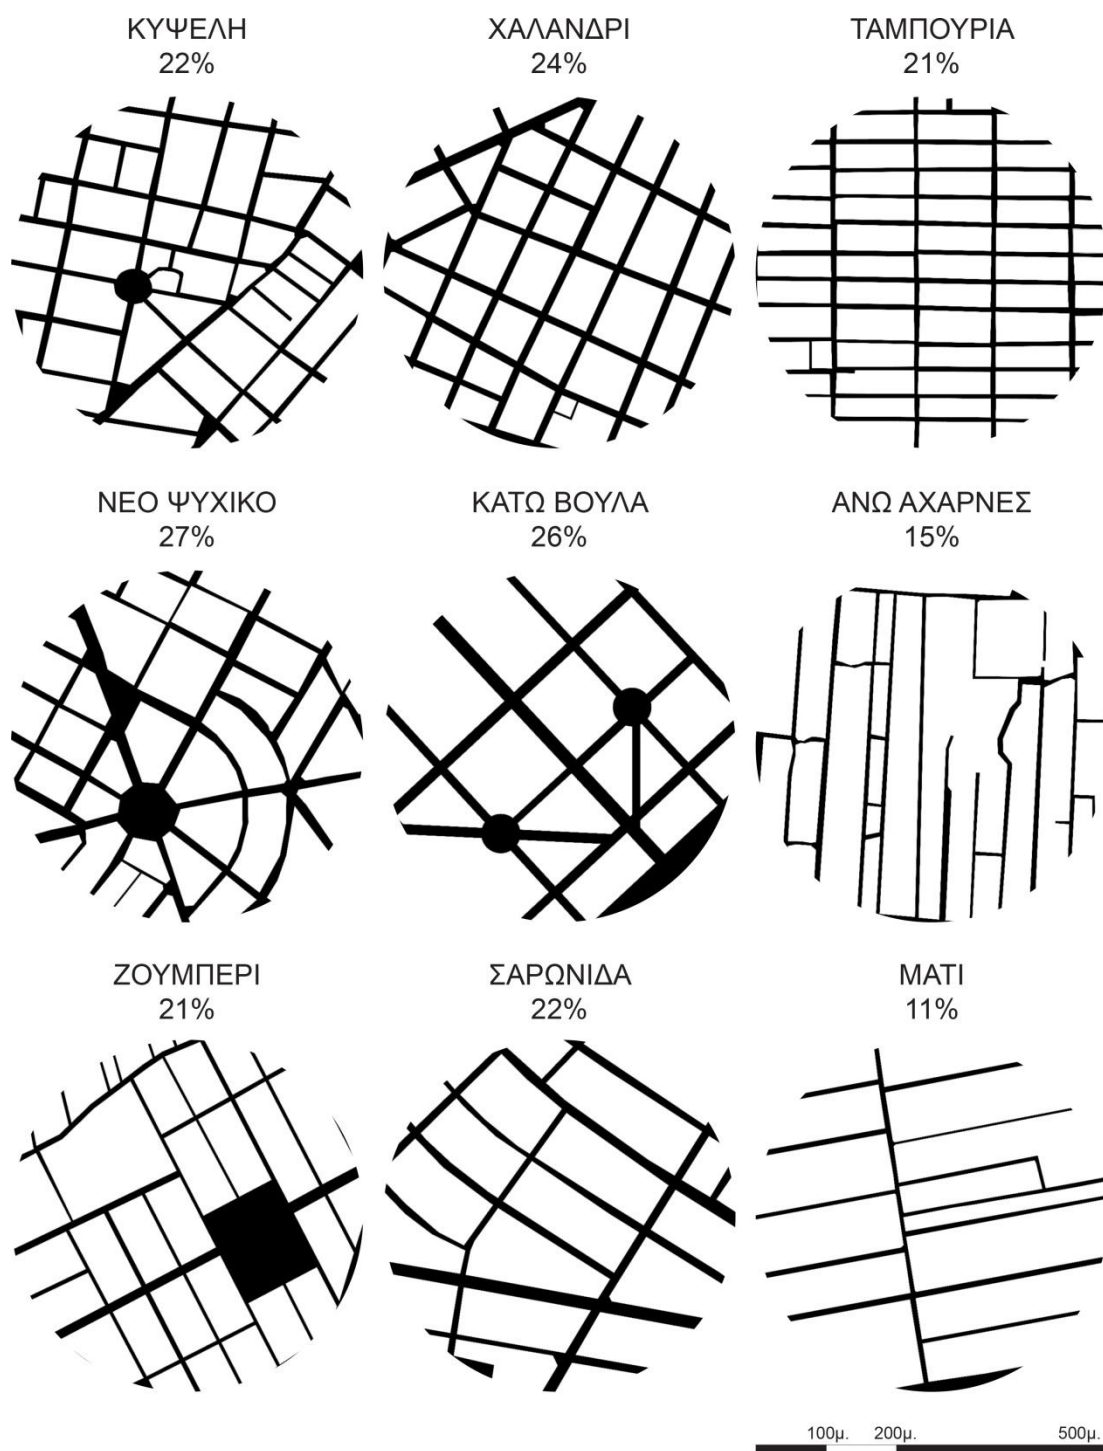 ΚΥΨΕΛΗ
22%
ΧΑΛΑΝΔΡΙ
24%
ΤΑΜΠΟΥΡΙΑ
21%
ΝΕΟ ΨΥΧΙΚΟ
27%
ΚΑΤΩ ΒΟΥΛΑ
26%
ΑΝΩ ΑΧΑΡΝΕΣ
15%
ΖΟΥΜΠΕΡΙ
21%
ΣΑΡΩΝΙΔΑ
22%
ΜΑΤΙ
11%
100μ. 200μ. 500μ.